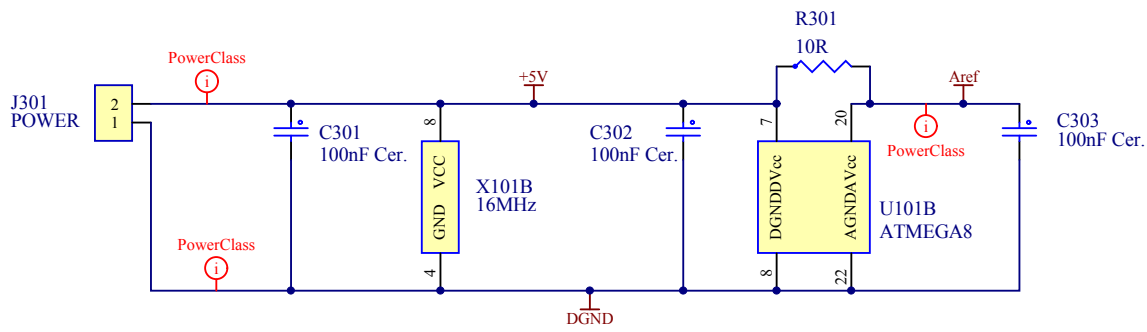 R301
10R
PowerClass
+5V
Aref
J301
POWER
2
1
C301
100nF Cer.
8
GND VCC
4
X101B
16MHz
C302
100nF Cer.
7
20
DGNDDVcc
AGNDAVcc
8
22
U101B
ATMEGA8
i
PowerClass
C303
100nF Cer.
i
PowerClass
i
DGND